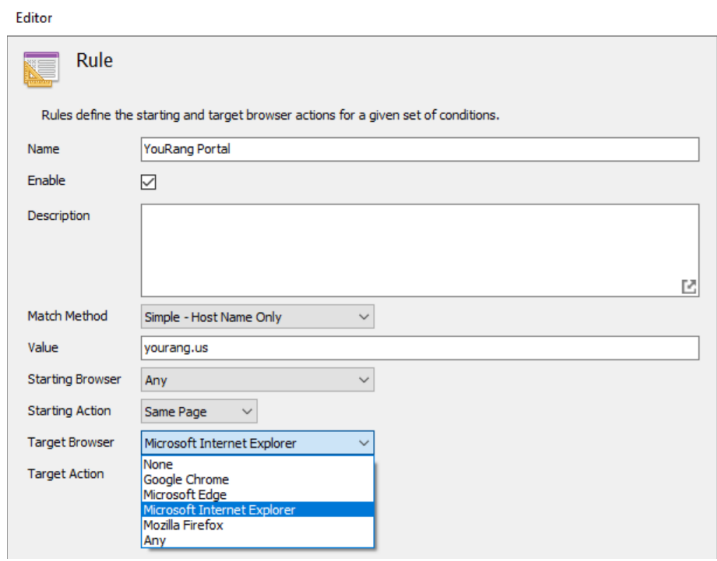 Editor
Rule
Rules define the starting and target browser actions for a given set of conditions.
Name YouRang Portal
Enable
Description
Match Method Simple - Host Name Only
Value yourang.us
Starting Browser Any
Starting Action Same Page
Target Browser Microsoft Internet Explorer
None
Target Action Google Chrome
Microsoft Edge
Microsoft Internet Explorer
Mozilla Firefox
Any